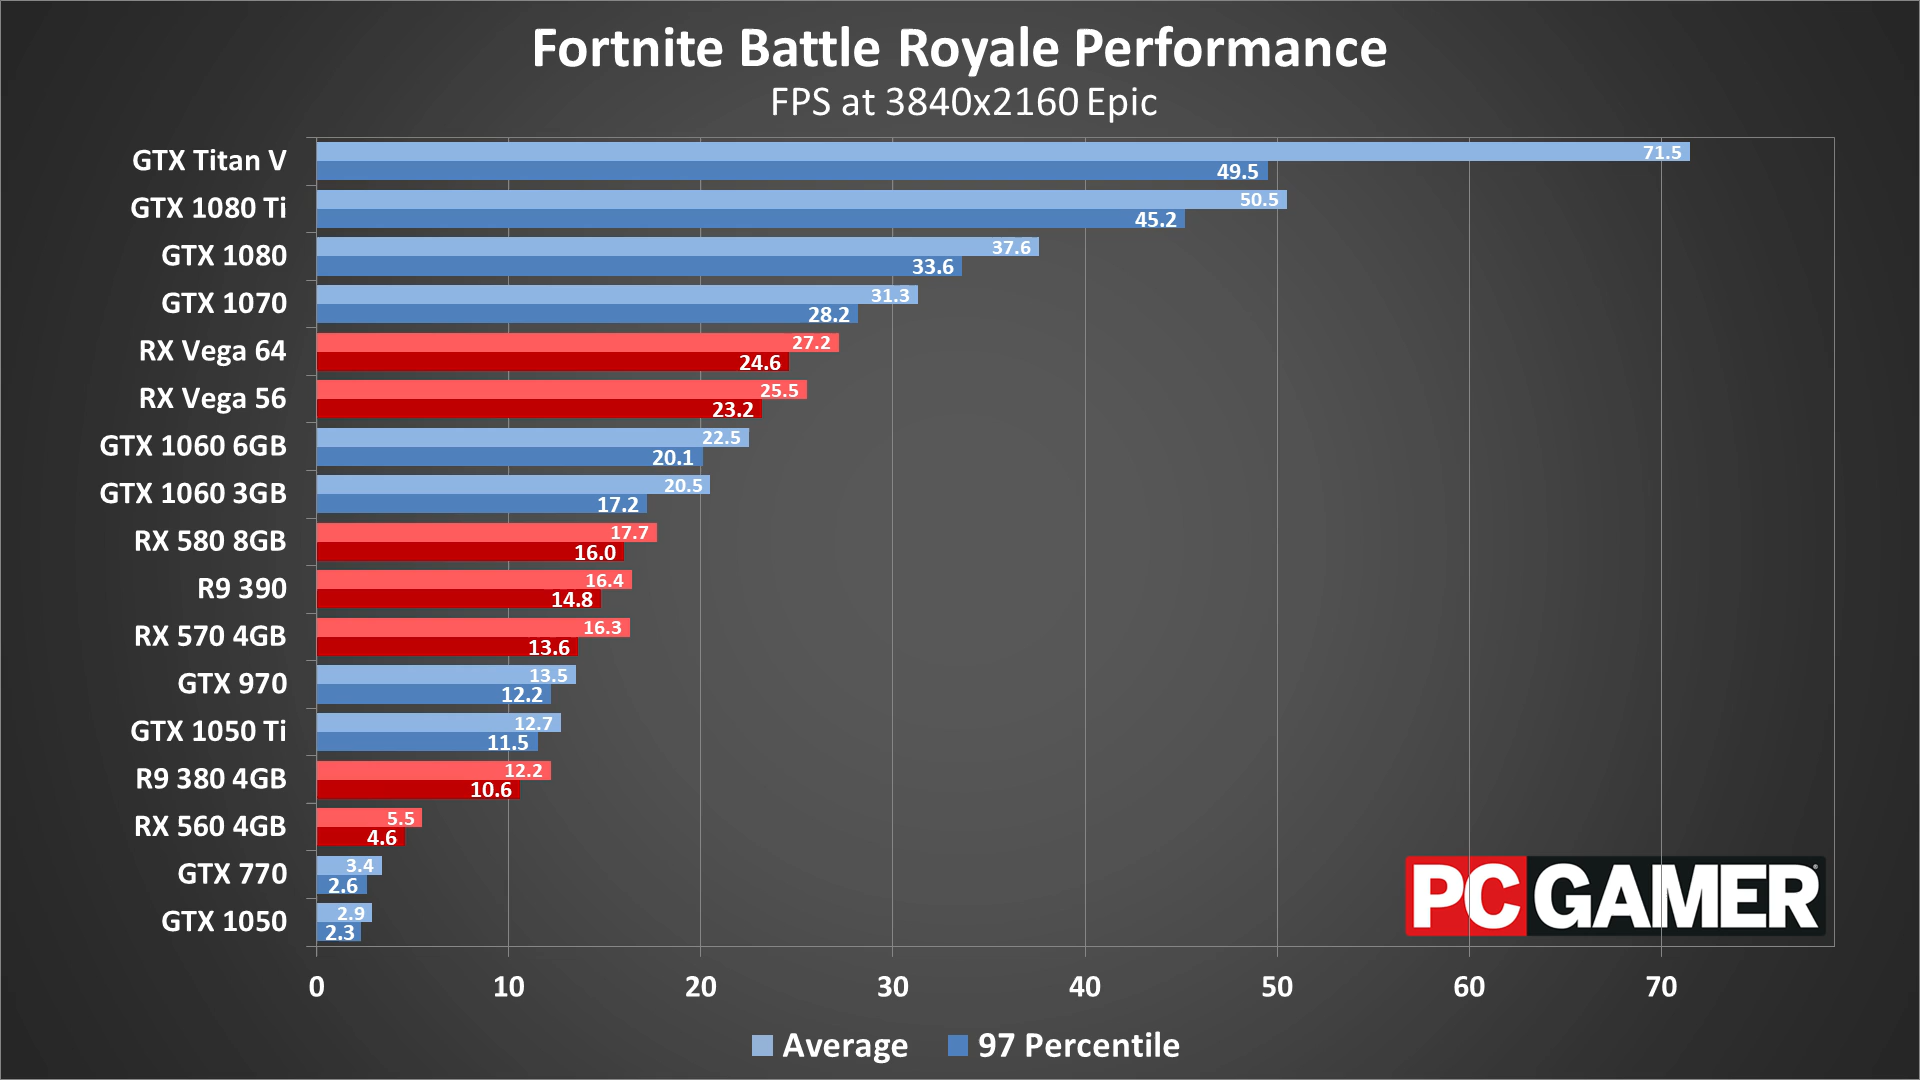 Fortnite Battle Royale Performance
FPS at 3840x2160 Epic
GTX Titan V 71.5
49.5
GTX 1080 Ti 50.5
45.2
GTX 1080 37.6
33.6
GTX 1070 31.3
28.2
RX Vega 64 27.2
24.6
RX Vega 56 25.5
23.2
GTX 1060 6GB 22.5
20.1
GTX 1060 3GB 20.5
17.2
RX 580 8GB 17.7
16.0
R9 390 16.4
14.8
RX 570 4GB 16.3
13.6
GTX 970 13.5
12.2
GTX 1050 Ti 12.7
11.5
R9 380 4GB 12.2
10.6
RX 560 4GB 5.5
4.6
GTX 770 3.4
2.6
GTX 1050 2.9
2.3
PC GAMER
0 10 20 30 40 50 60 70
Average 97 Percentile